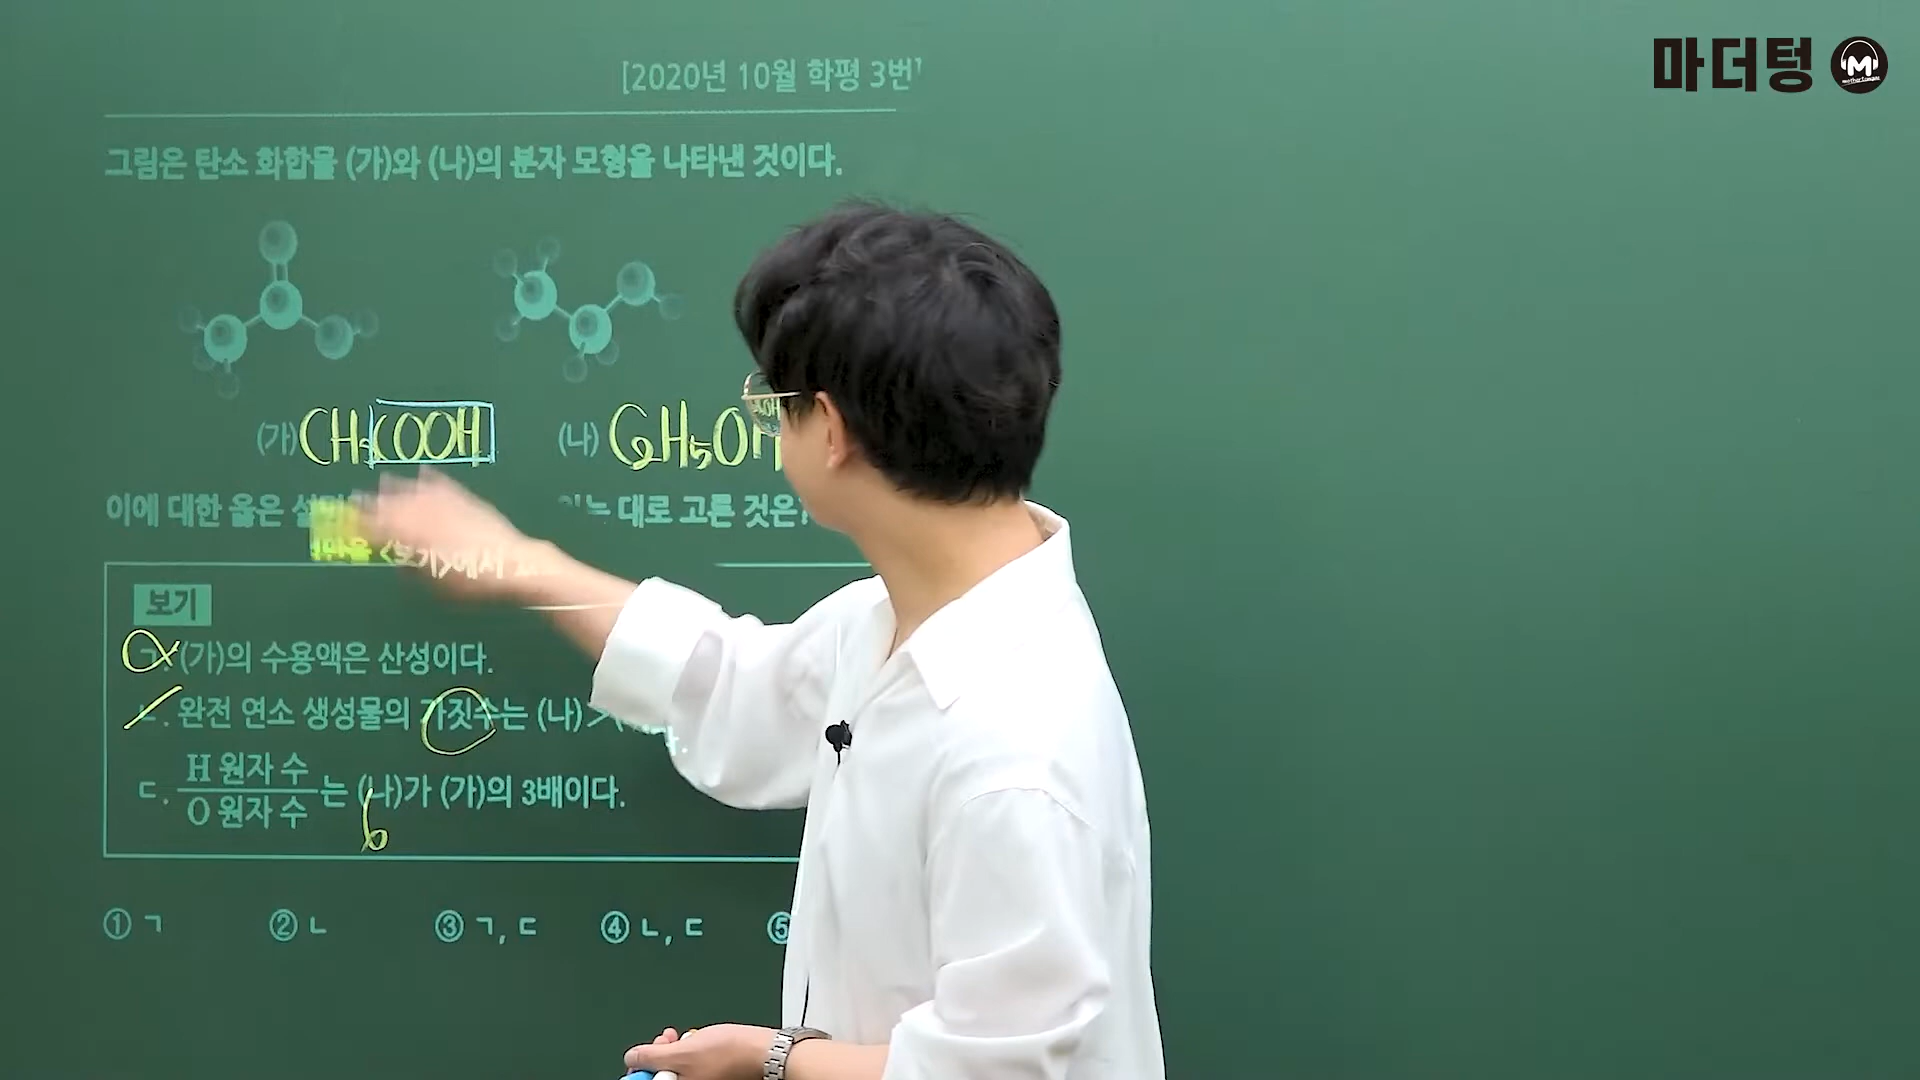 마더텅 M
[2020년 10월 학평 3번]
그림은 탄소 화합물 (가)와 (나)의 분자 모형을 나타낸 것이다.
(가) CH₃COOH (나) C₂H₅OH
이에 대한 옳은 대로 고른 것은?
보기
ㄱ. (가)의 수용액은 산성이다.
ㄴ. 완전 연소 생성물의 가짓수는 (나) >
ㄷ. H 원자 수 / O 원자 수 는 (나)가 (가)의 3배이다.
6
① ㄱ ② ㄴ ③ ㄱ, ㄷ ④ ㄴ, ㄷ ⑤